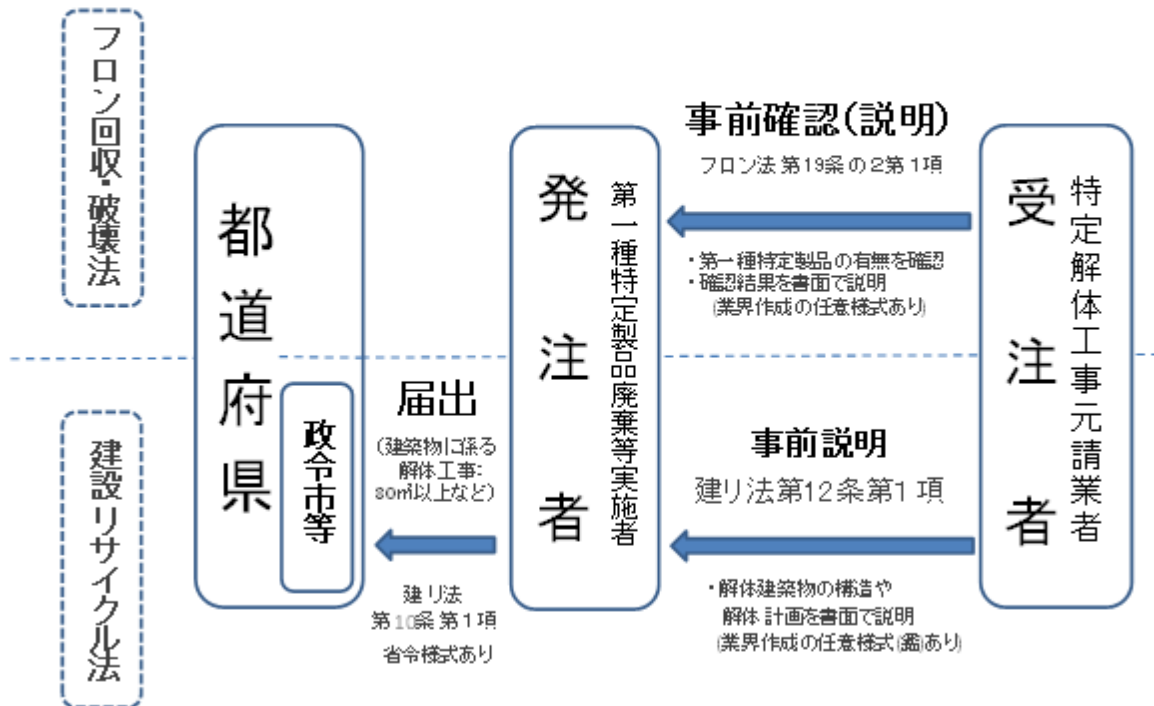 フロン回収・破壊法
建設リサイクル法
都道府県
政令市等
届出
(建築物に係る
解体工事:
80㎡以上など)
建リ法
第10条第1項
省令様式あり
発注者
第一種特定製品廃棄等実施者
事前確認(説明)
フロン法第19条の2第1項
・第一種特定製品の有無を確認
・確認結果を書面で説明
(業界作成の任意様式あり)
事前説明
建リ法第12条第1項
・解体建築物の構造や
解体計画を書面で説明
(業界作成の任意様式(鑑)あり)
受注者
特定解体工事元請業者